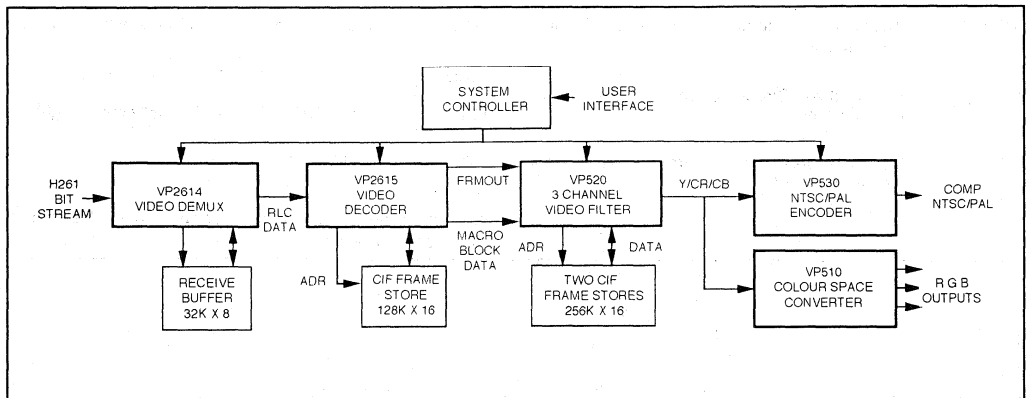 SYSTEM
CONTROLLER
USER
INTERFACE
H261
BIT
STREAM
VP2614
VIDEO DEMUX
RLC
DATA
VP2615
VIDEO
DECODER
FRMOUT
MACRO
BLOCK
DATA
VP520
3 CHANNEL
VIDEO FILTER
Y/CR/CB
VP530
NTSC/PAL
ENCODER
COMP
NTSC/PAL
RECEIVE
BUFFER
32K X 8
ADR
CIF FRAME
STORE
128K X 16
ADR
DATA
TWO CIF
FRAME STORES
256K X 16
VP510
COLOUR SPACE
CONVERTER
R G B
OUTPUTS